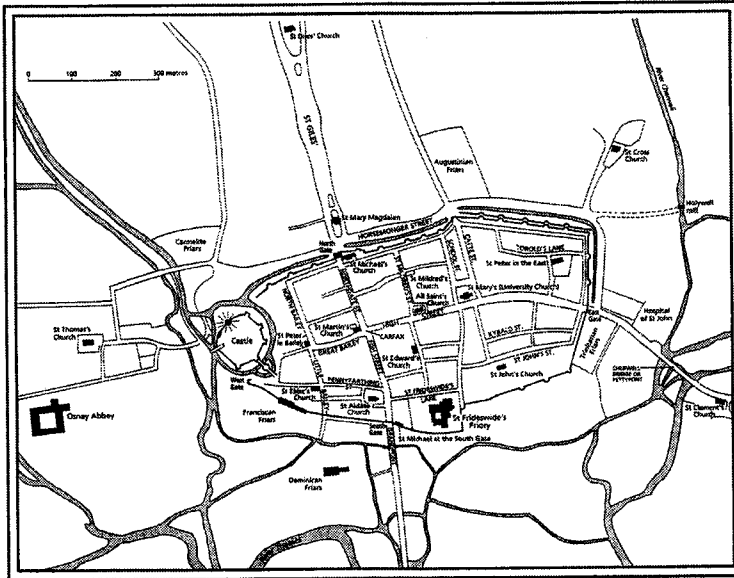 St Giles' Church
0 100 200 300 metres
River Cherwell
ST GILES'
Augustinian
Friars
St Cross
Church
Holywell
Mill
St Mary Magdalen
HORSEMONGER STREET
Carmelite
Friars
North
Gate
St Michael's
Church
SCHOOL ST.
CATTE ST.
St Peter in the East
St Mildred's
Church
All Saint's
Church
St Mary's (University Church)
St Thomas's
Church
Castle
St Peter
le Bailey
St Martin's
Church
HIGH
STREET
CARFAX
GREAT BAILEY
St Edward's
Church
KYBALD ST.
East
Gate
Hospital
of St John
Trinitarian
Friars
ST JOHN'S ST.
St John's Church
West
Gate
PENNYFARTHING
St Ebbe's
Church
St Aldate's
Church
ST FRIDESWIDE'S
LANE
St Frideswide's
Priory
Osney Abbey
Franciscan
Friars
South
Gate
St Michael at the South Gate
PETTYPONT
St Clement's
Church
Dominican
Friars